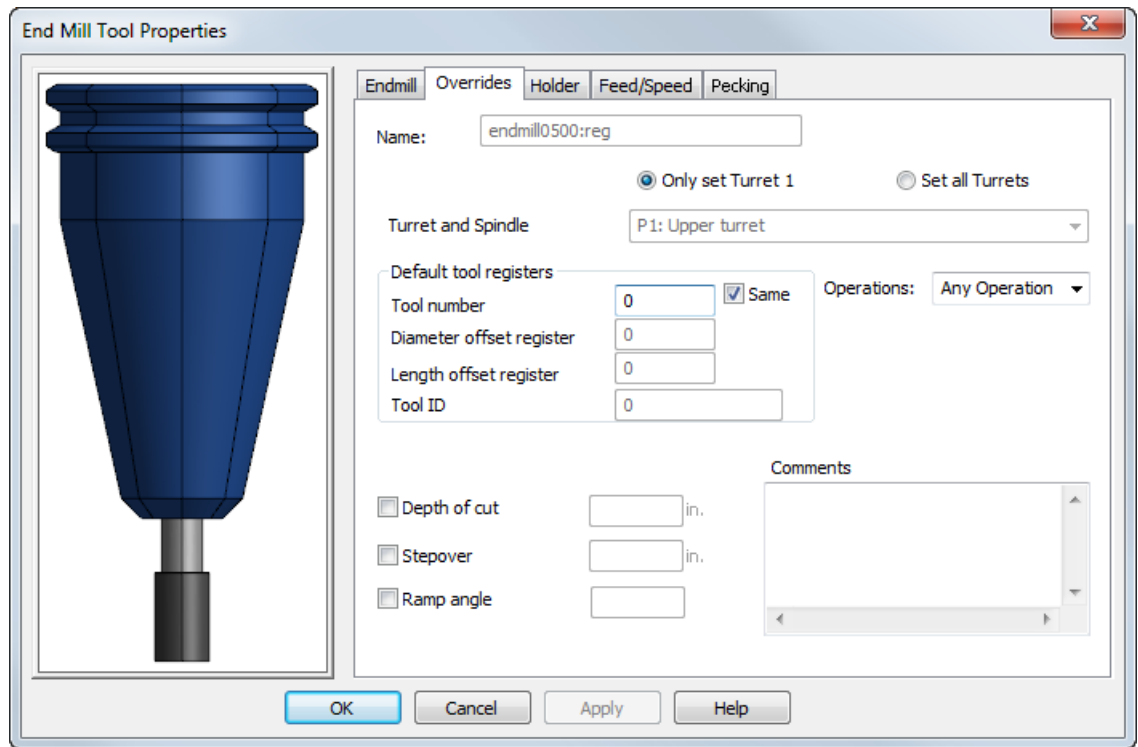 End Mill Tool Properties
Endmill Overrides Holder Feed/Speed Pecking
Name: endmill0500:reg
Only set Turret 1 Set all Turrets
Turret and Spindle P1: Upper turret
Default tool registers
Tool number 0 Same Operations: Any Operation
Diameter offset register 0
Length offset register 0
Tool ID 0
Comments
Depth of cut in.
Stepover in.
Ramp angle
OK Cancel Apply Help